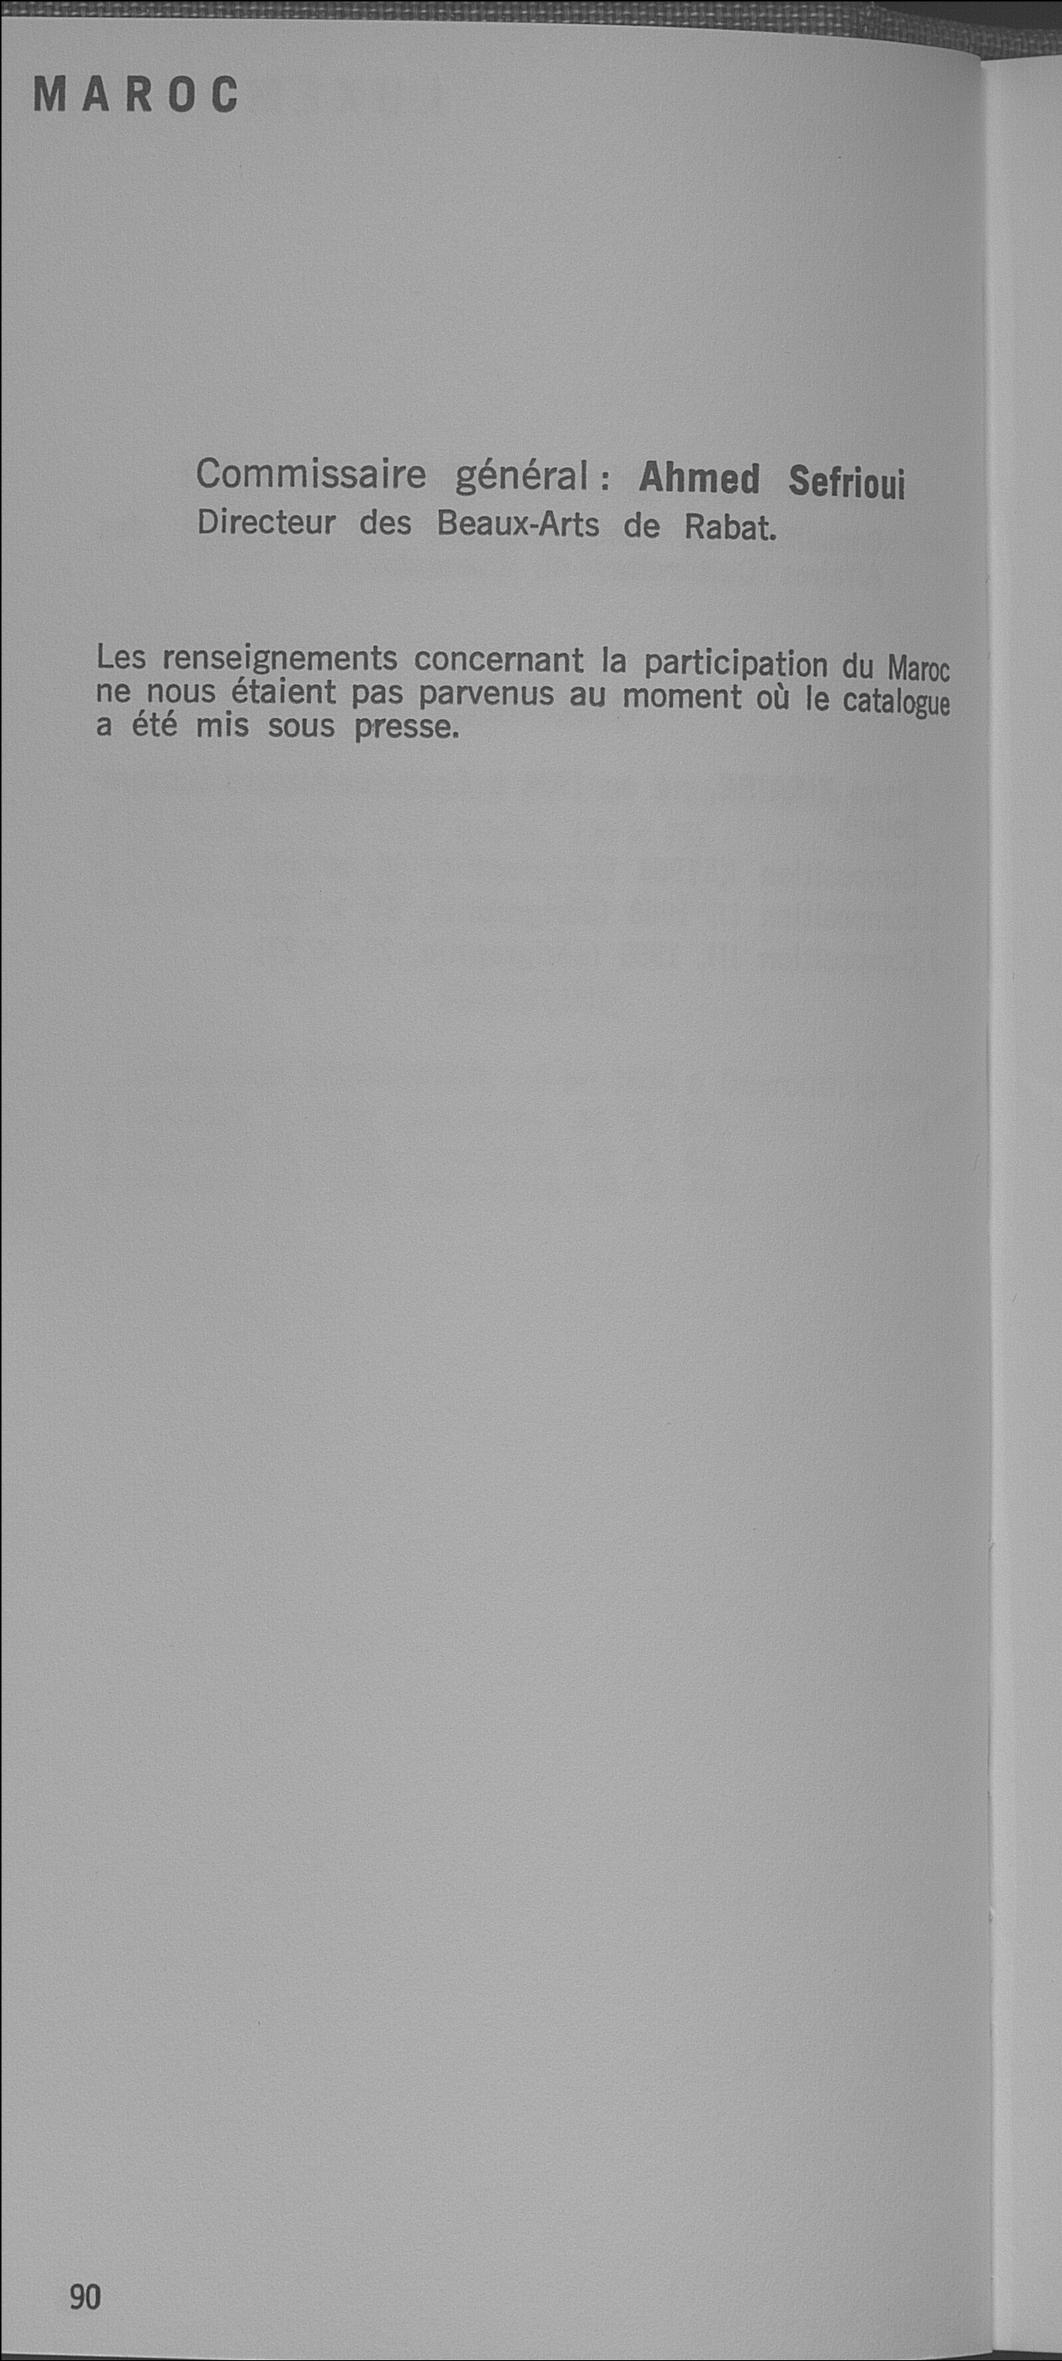 MAROC
Commissaire général : Ahmed Sefrioui
Directeur des Beaux-Arts de Rabat.
Les renseignements concernant la participation du Maroc
ne nous étaient pas parvenus au moment où le catalogue
a été mis sous presse.
90